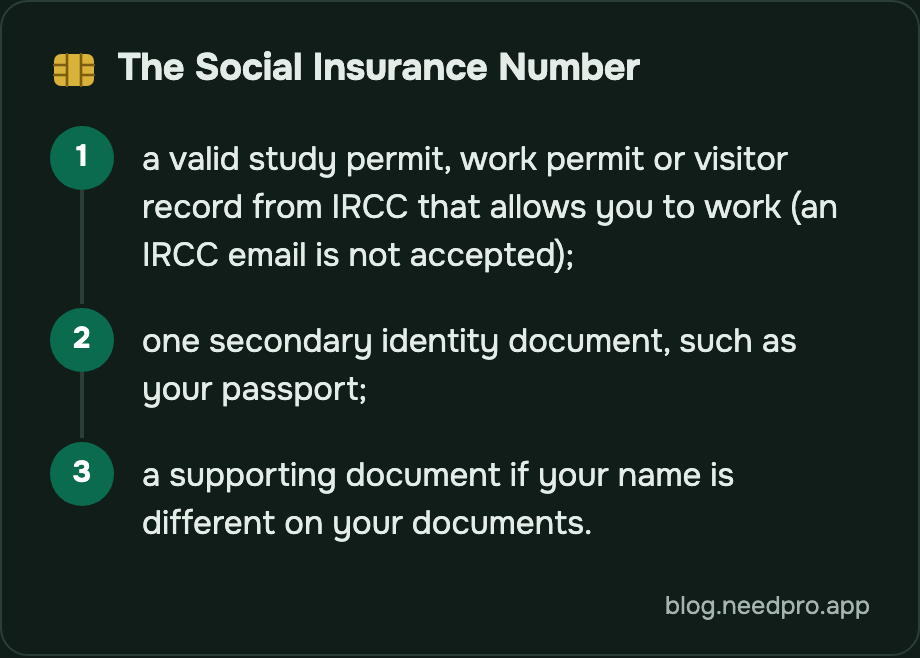 The Social Insurance Number
1
a valid study permit, work permit or visitor
record from IRCC that allows you to work (an
IRCC email is not accepted);
2
one secondary identity document, such as
your passport;
3
a supporting document if your name is
different on your documents.
blog.needpro.app